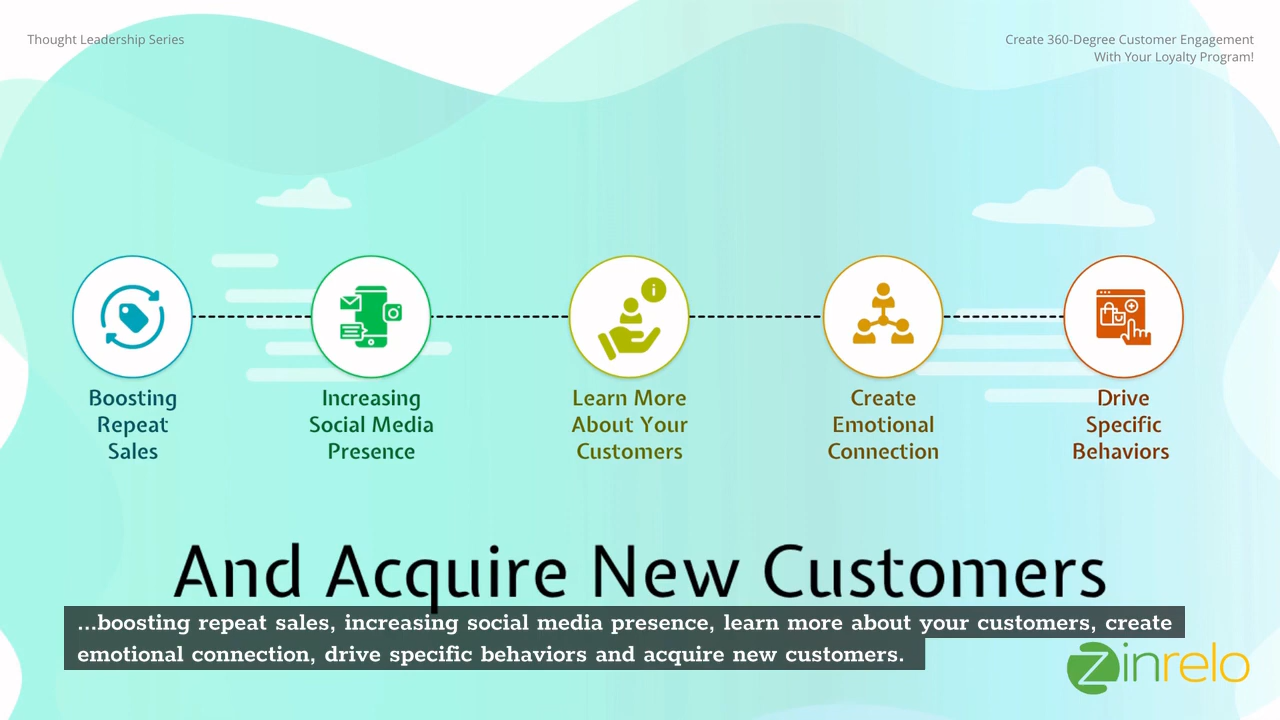 Thought Leadership Series
Create 360-Degree Customer Engagement
With Your Loyalty Program!
i
Boosting
Repeat
Sales
Increasing
Social Media
Presence
Learn More
About Your
Customers
Create
Emotional
Connection
Drive
Specific
Behaviors
And Acquire New Customers
...boosting repeat sales, increasing social media presence, learn more about your customers, create
emotional connection, drive specific behaviors and acquire new customers.
zinrelo